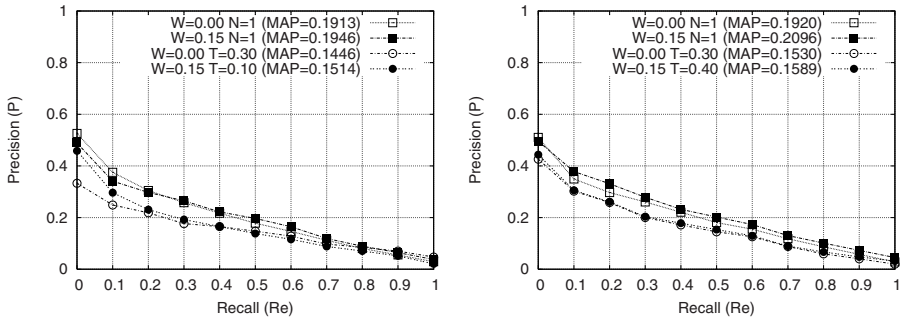 W=0.00 N=1 (MAP=0.1913)
W=0.15 N=1 (MAP=0.1946)
W=0.00 T=0.30 (MAP=0.1446)
W=0.15 T=0.10 (MAP=0.1514)
1
0.8
0.6
0.4
0.2
0
Precision (P)
0 0.1 0.2 0.3 0.4 0.5 0.6 0.7 0.8 0.9 1
Recall (Re)
W=0.00 N=1 (MAP=0.1920)
W=0.15 N=1 (MAP=0.2096)
W=0.00 T=0.30 (MAP=0.1530)
W=0.15 T=0.40 (MAP=0.1589)
1
0.8
0.6
0.4
0.2
0
Precision (P)
0 0.1 0.2 0.3 0.4 0.5 0.6 0.7 0.8 0.9 1
Recall (Re)